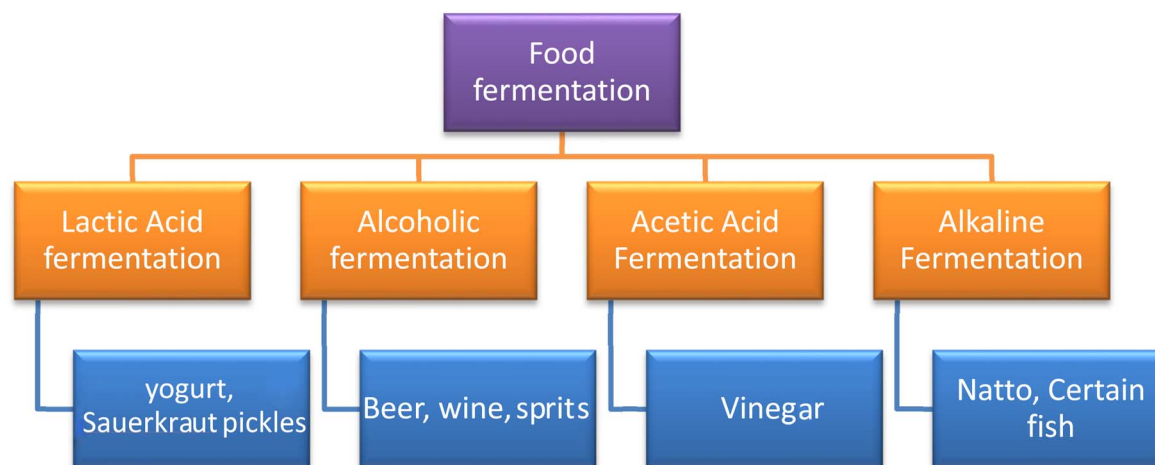 Food
fermentation
Lactic Acid
fermentation
Alcoholic
fermentation
Acetic Acid
Fermentation
Alkaline
Fermentation
yogurt,
Sauerkraut pickles
Beer, wine, sprits
Vinegar
Natto, Certain
fish